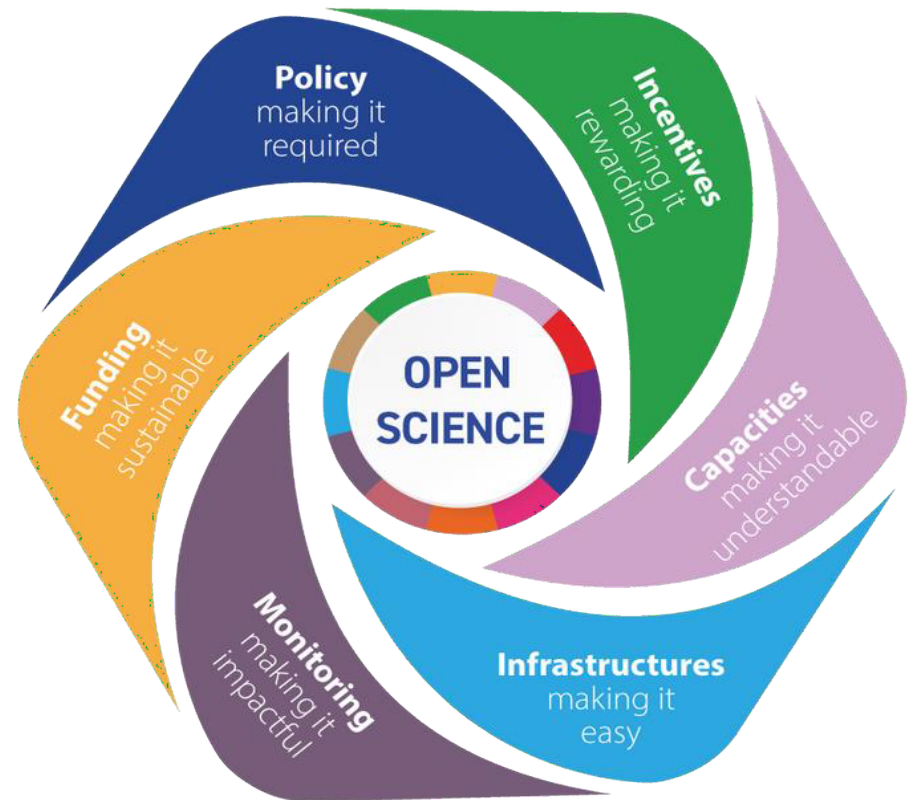 Policy
making it
required
Incentives
making it
rewarding
Capacities
making it
understandable
Infrastructures
making it
easy
Monitoring
making it
impactful
Funding
making it
sustainable
OPEN
SCIENCE